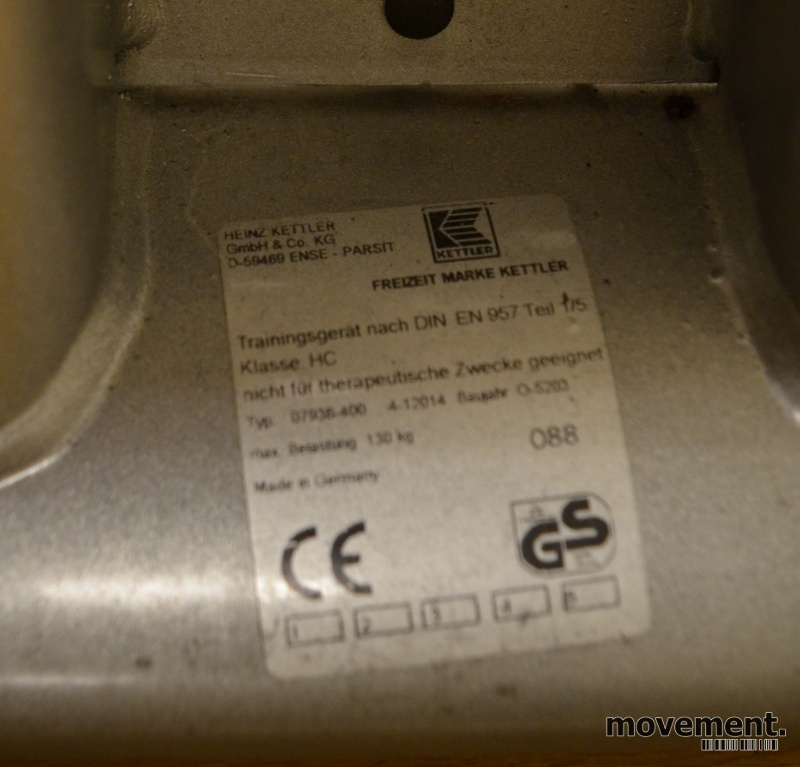 HEINZ KETTLER
GmbH & Co. KG
D-59469 ENSE - PARSIT
KETTLER
FREIZEIT MARKE KETTLER
Trainingsgerät nach DIN EN 957 Teil 1/5
Klasse: HC
nicht für therapeutische Zwecke geeignet
Typ. 07936-400 4-12014 Baujahr O-5203
max. Belastung 130 kg
088
Made in Germany
CE
GS
1 2 3 4 5
movement.